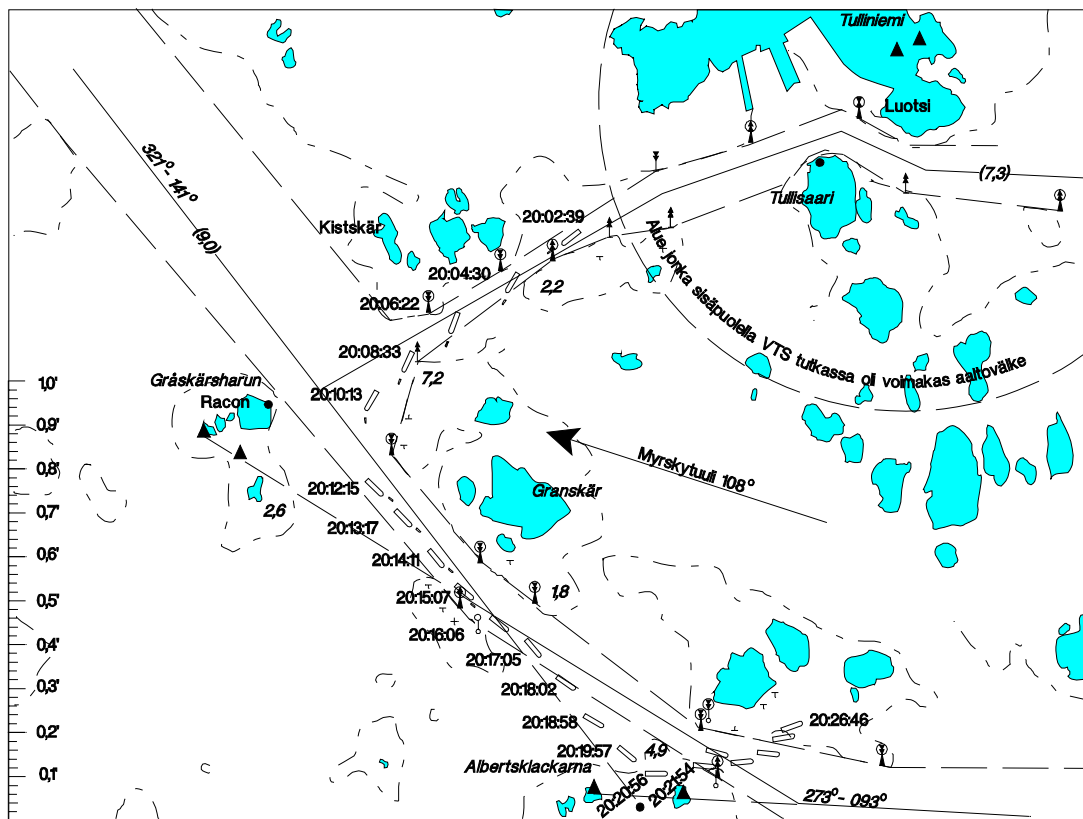 Tulliniemi
Luotsi
321° - 141°
(7,3)
Tullisaari
Kistskär
20:02:39
(9,0)
20:04:30
2,2
20:06:22
Alue jonka sisäpuolella VTS tutkassa oli voimakas aaltovälke
20:08:33
7,2
Gråskärsharun
Racon
20:10:13
1,0'
0,9'
0,8'
0,7'
0,6'
0,5'
0,4'
0,3'
0,2'
0,1'
Myrskytuuli 108°
20:12:15
Granskär
2,6
20:13:17
20:14:11
1,8
20:15:07
20:16:06
20:17:05
20:18:02
20:18:58
20:26:46
20:19:57
4,9
Albertsklackarna
20:20:56
20:21:54
273° - 093°